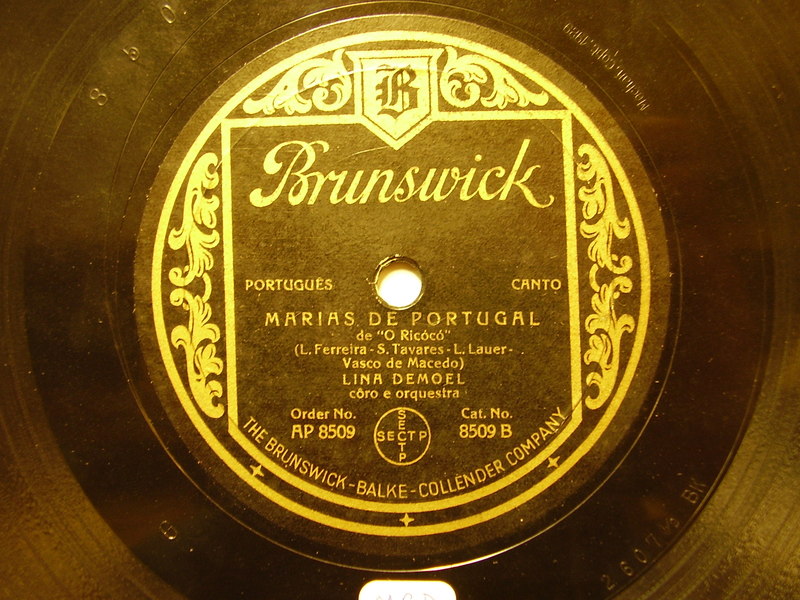 B
Brunswick
PORTUGUÊS CANTO
MARIAS DE PORTUGAL
de "O Ricócó"
(L. Ferreira - S. Tavares - L. Lauer -
Vasco de Macedo)
LINA DEMOEL
côro e orquestra
Order No. Cat. No.
AP 8509 8509 B
SECTP
SECTP
THE BRUNSWICK-BALKE-COLLENDER COMPANY